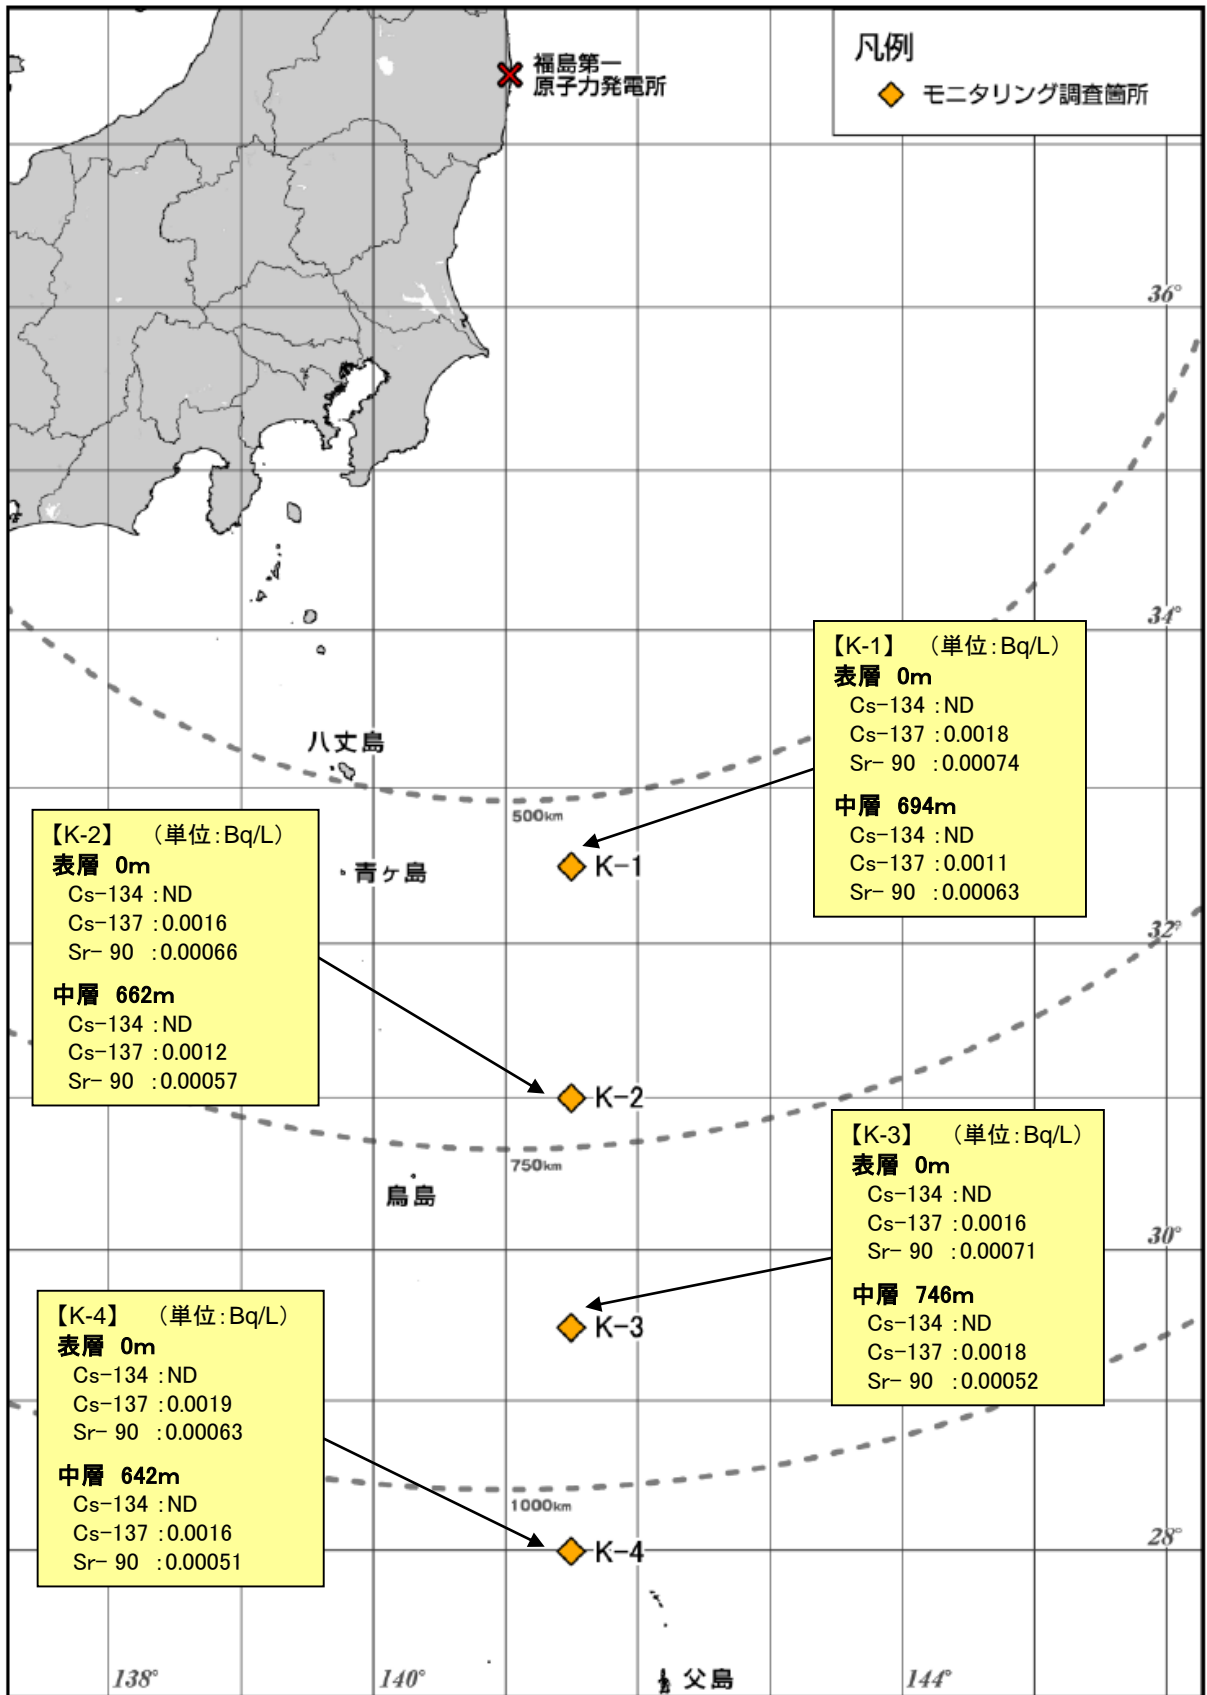 凡例
モニタリング調査箇所
福島第一
原子力発電所
36°
34°
【K-1】 （単位：Bq/L）
表層 0m
Cs-134 :ND
Cs-137 :0.0018
Sr- 90 :0.00074
中層 694m
Cs-134 :ND
Cs-137 :0.0011
Sr- 90 :0.00063
八丈島
500km
【K-2】 （単位：Bq/L）
表層 0m
Cs-134 :ND
Cs-137 :0.0016
Sr- 90 :0.00066
中層 662m
Cs-134 :ND
Cs-137 :0.0012
Sr- 90 :0.00057
青ヶ島
K-1
32°
K-2
750km
鳥島
【K-3】 （単位：Bq/L）
表層 0m
Cs-134 :ND
Cs-137 :0.0016
Sr- 90 :0.00071
中層 746m
Cs-134 :ND
Cs-137 :0.0018
Sr- 90 :0.00052
30°
K-3
【K-4】 （単位：Bq/L）
表層 0m
Cs-134 :ND
Cs-137 :0.0019
Sr- 90 :0.00063
中層 642m
Cs-134 :ND
Cs-137 :0.0016
Sr- 90 :0.00051
1000km
28°
K-4
138°
140°
父島
144°